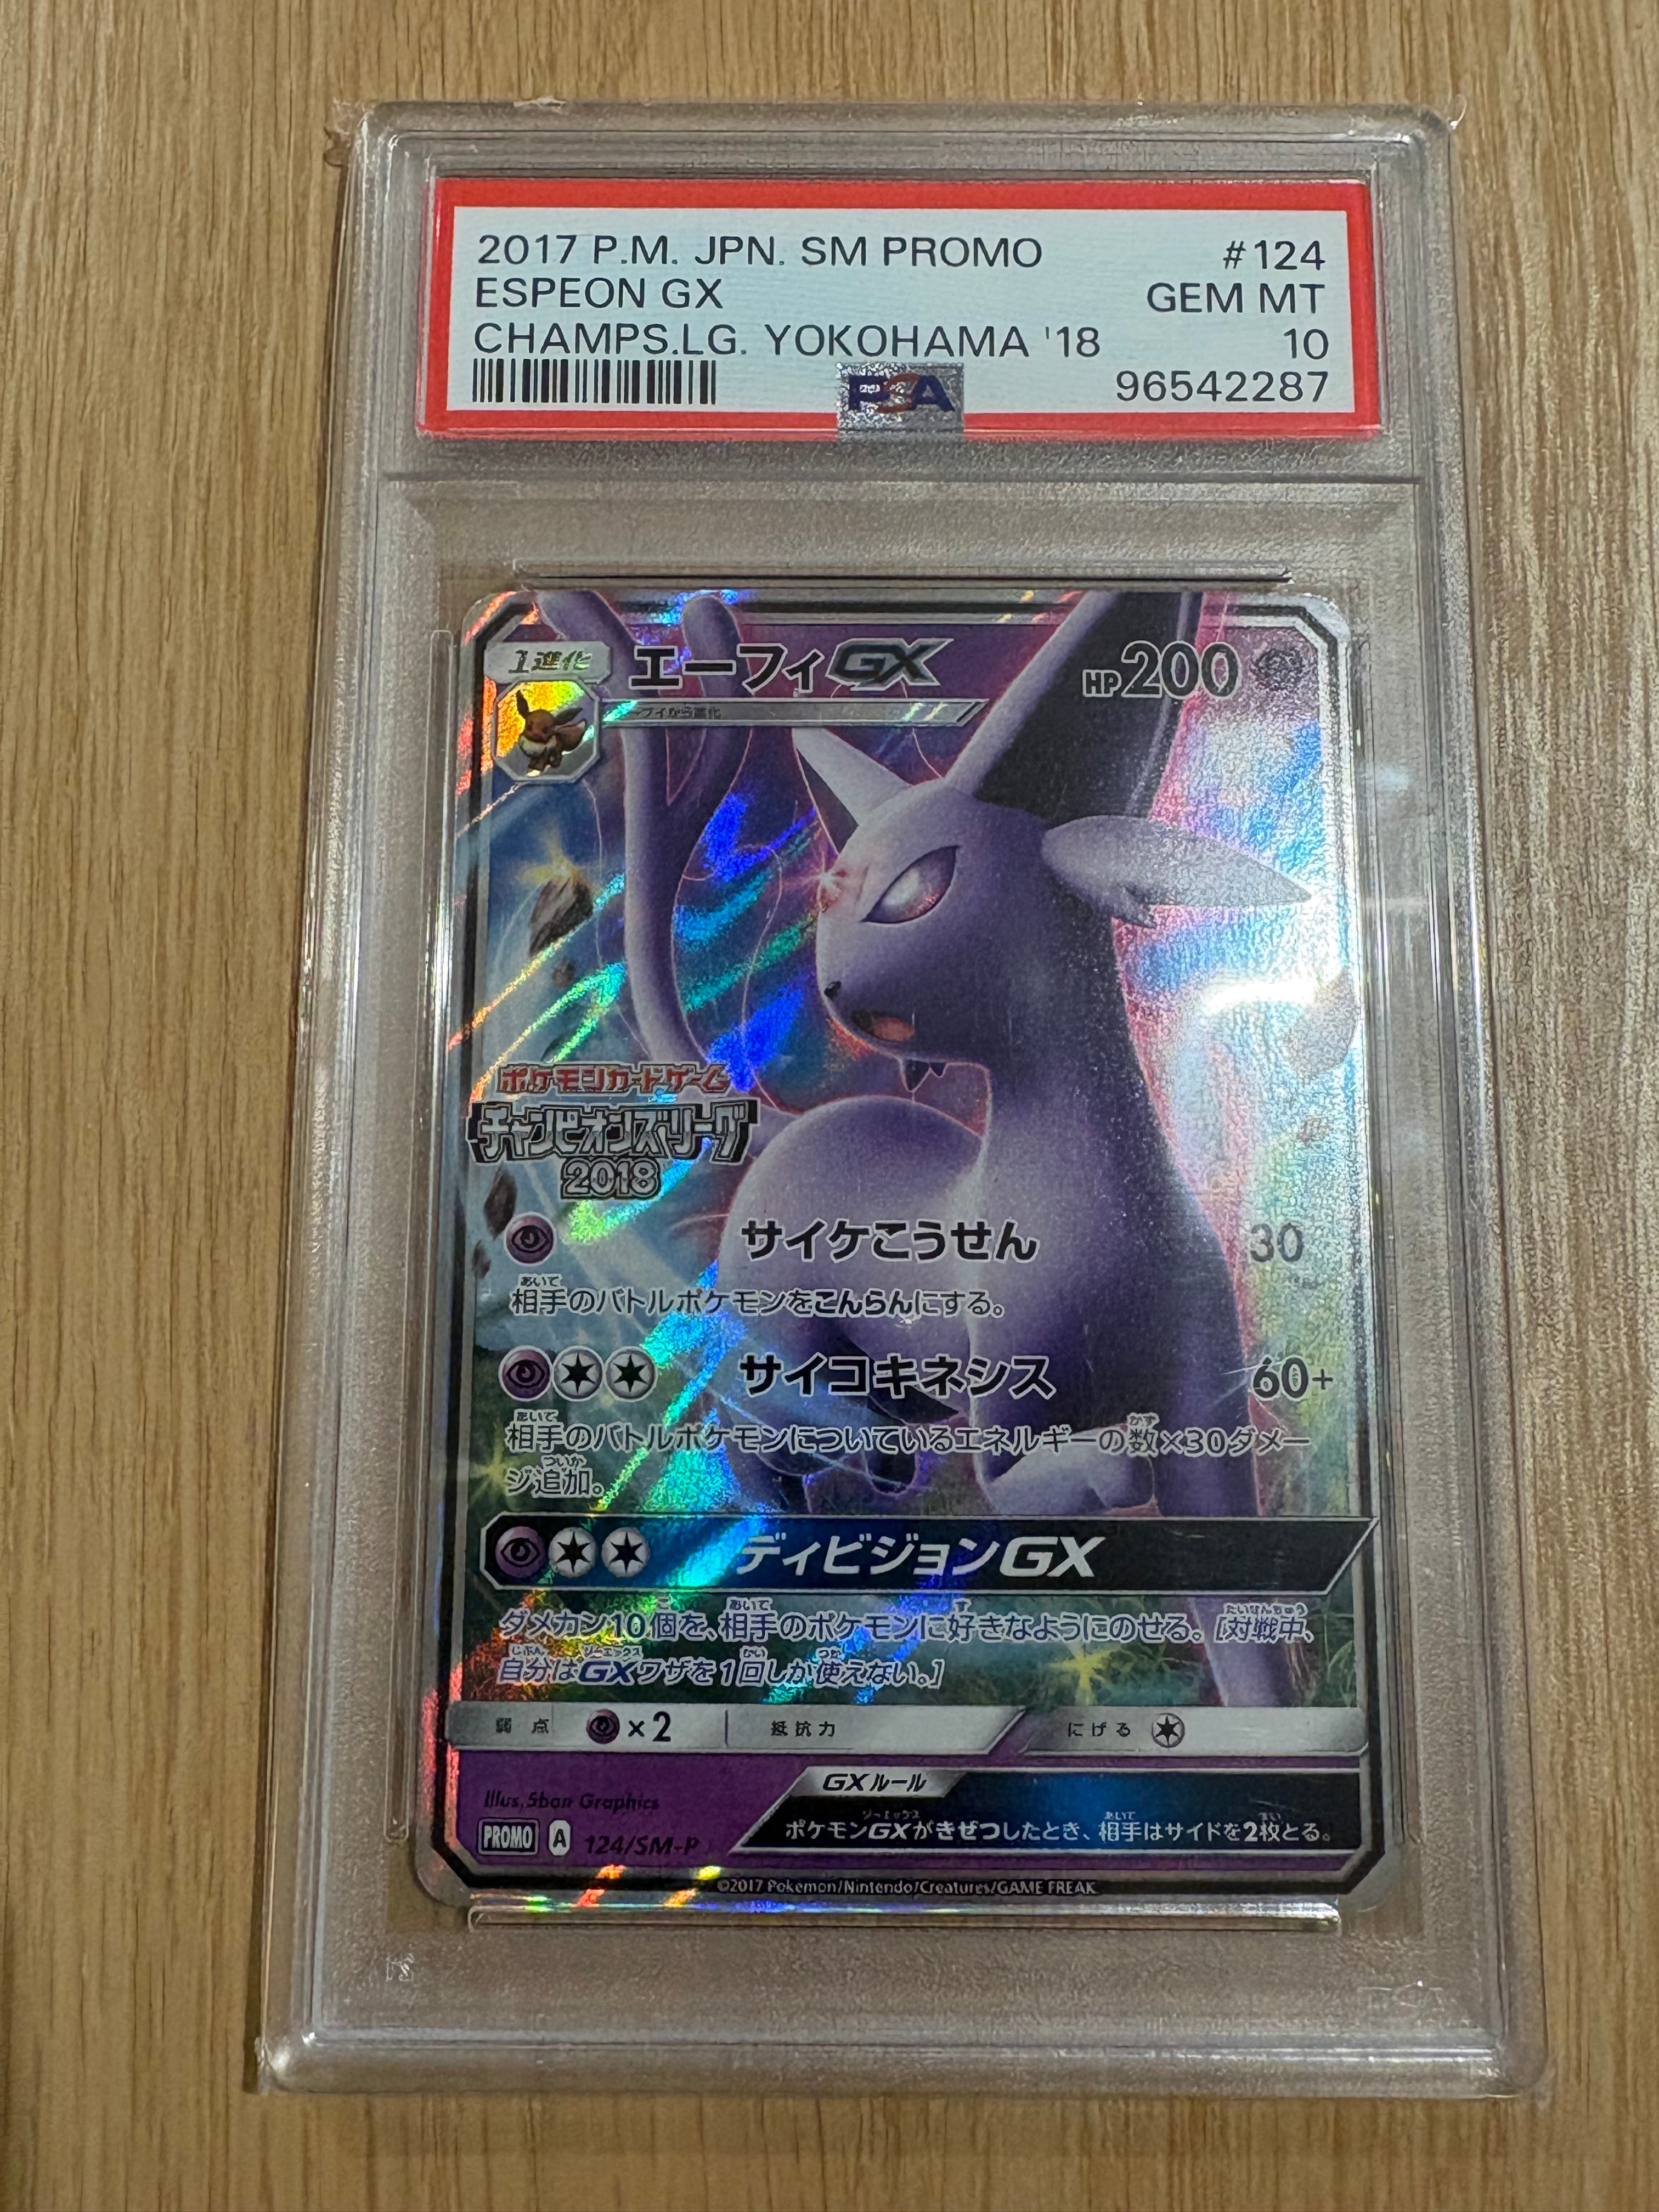 2017 P.M. JPN. SM PROMO #124
ESPEON GX GEM MT
CHAMPS.LG. YOKOHAMA '18 10
PSA 96542287
1進化 エーフィGX HP200
ーブイから進化
ポケモンカードゲーム
チャンピオンズリーグ
2018
サイケこうせん 30
相手のバトルポケモンをこんらんにする。
サイコキネシス 60+
相手のバトルポケモンについているエネルギーの数×30ダメー
ジ追加。
ディビジョンGX
ダメカン10個を、相手のポケモンに好きなようにのせる。[対戦中、
自分はGXワザを1回しか使えない。]
弱点 ×2 抵抗力 にげる
GXルール
Illus. 5ban Graphics
ポケモンGXがきぜつしたとき、相手はサイドを2枚とる。
PROMO A 124/SM-P
©2017 Pokémon/Nintendo/Creatures/GAME FREAK